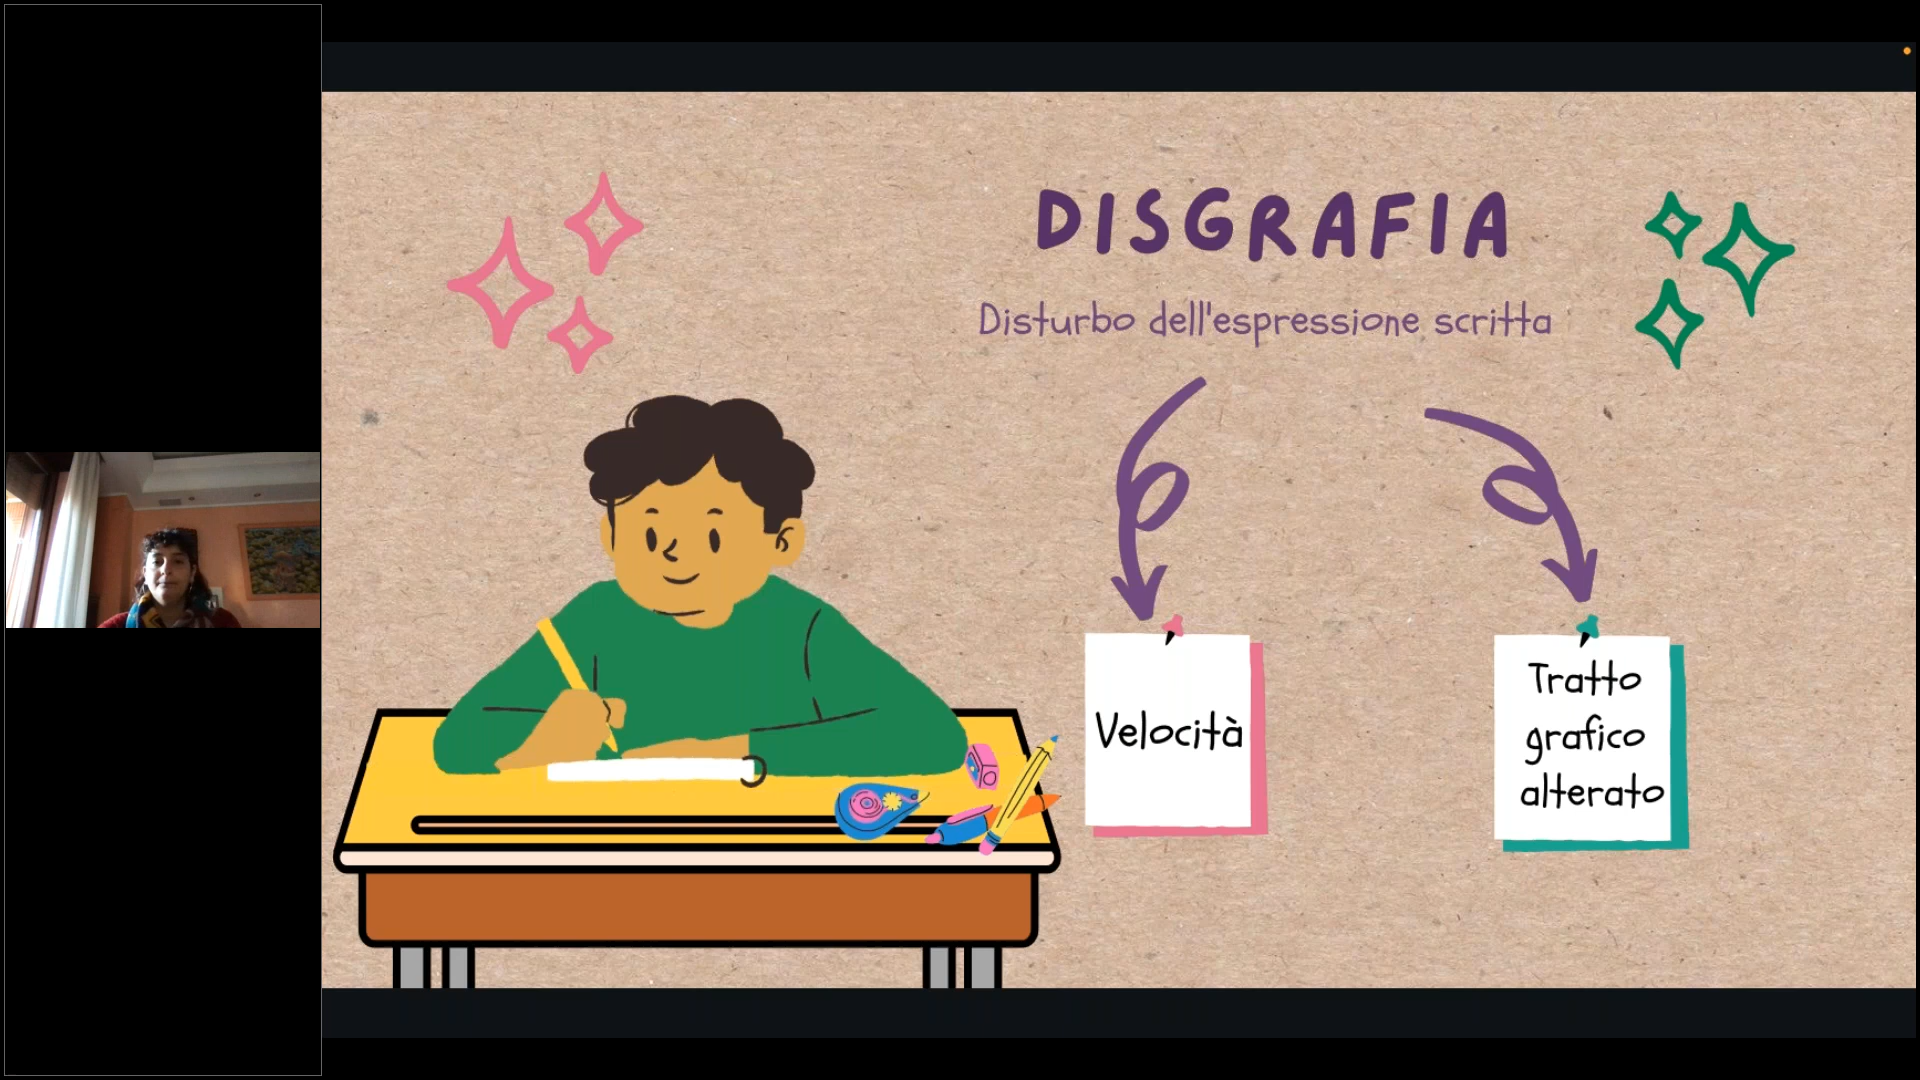 DISGRAFIA
Disturbo dell'espressione scritta
Velocità
Tratto
grafico
alterato